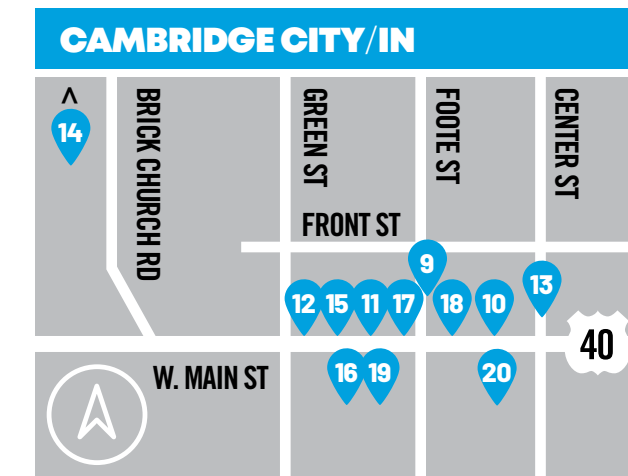 CAMBRIDGE CITY/IN
^
14
BRICK CHURCH RD
GREEN ST
FOOTE ST
CENTER ST
FRONT ST
9
13
12 15 11 17 18 10
40
W. MAIN ST
16 19 20